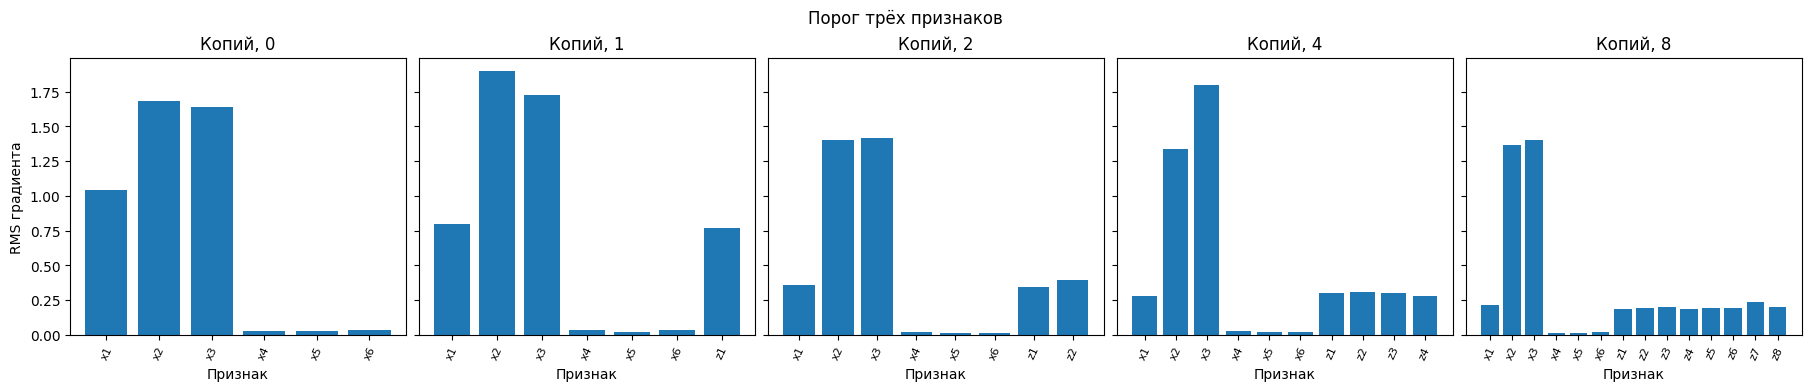 Порог трёх признаков
Копий, 0
Копий, 1
Копий, 2
Копий, 4
Копий, 8
RMS градиента
1.75
1.50
1.25
1.00
0.75
0.50
0.25
0.00
x1 x2 x3 x4 x5 x6
x1 x2 x3 x4 x5 x6 z1
x1 x2 x3 x4 x5 x6 z1 z2
x1 x2 x3 x4 x5 x6 z1 z2 z3 z4
x1 x2 x3 x4 x5 x6 z1 z2 z3 z4 z5 z6 z7 z8
Признак
Признак
Признак
Признак
Признак